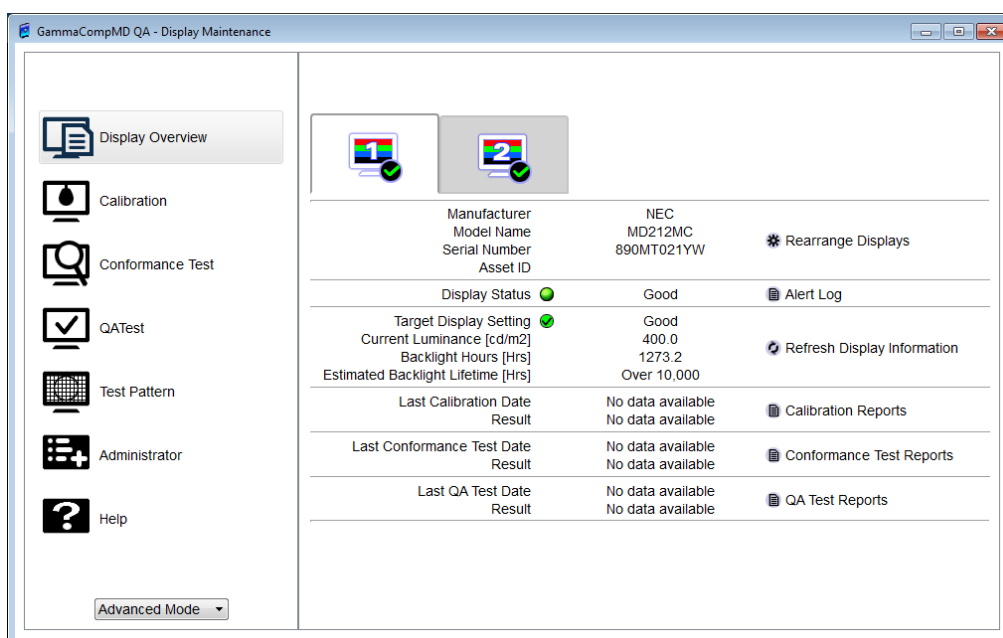 GammaCompMD QA - Display Maintenance
Display Overview
Calibration
Conformance Test
QATest
Test Pattern
Administrator
Help
Advanced Mode
1
2
Manufacturer NEC
Model Name MD212MC
Serial Number 890MT021YW
Asset ID
Rearrange Displays
Display Status Good Alert Log
Target Display Setting Good
Current Luminance [cd/m2] 400.0
Backlight Hours [Hrs] 1273.2
Estimated Backlight Lifetime [Hrs] Over 10,000
Refresh Display Information
Last Calibration Date No data available
Result No data available
Calibration Reports
Last Conformance Test Date No data available
Result No data available
Conformance Test Reports
Last QA Test Date No data available
Result No data available
QA Test Reports